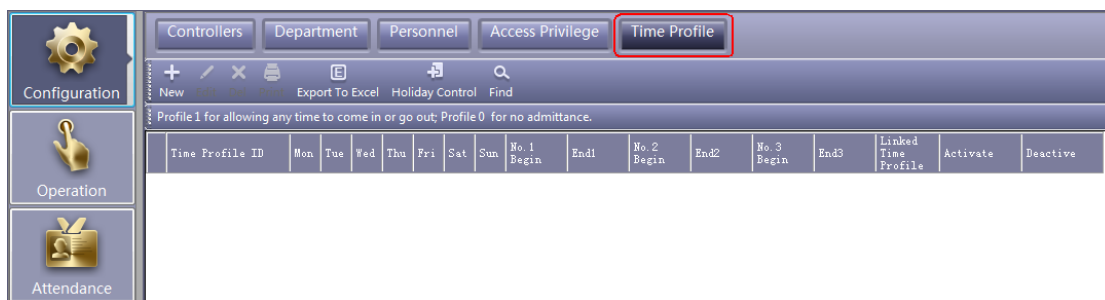 Controllers Department Personnel Access Privilege Time Profile
New Export To Excel Holiday Control Find
Profile 1 for allowing any time to come in or go out; Profile 0 for no admittance.
Time Profile ID Mon Tue Wed Thu Fri Sat Sun No.1 Begin End1 No.2 Begin End2 No.3 Begin End3 Linked Time Profile Activate Deactive
Configuration
Operation
Attendance